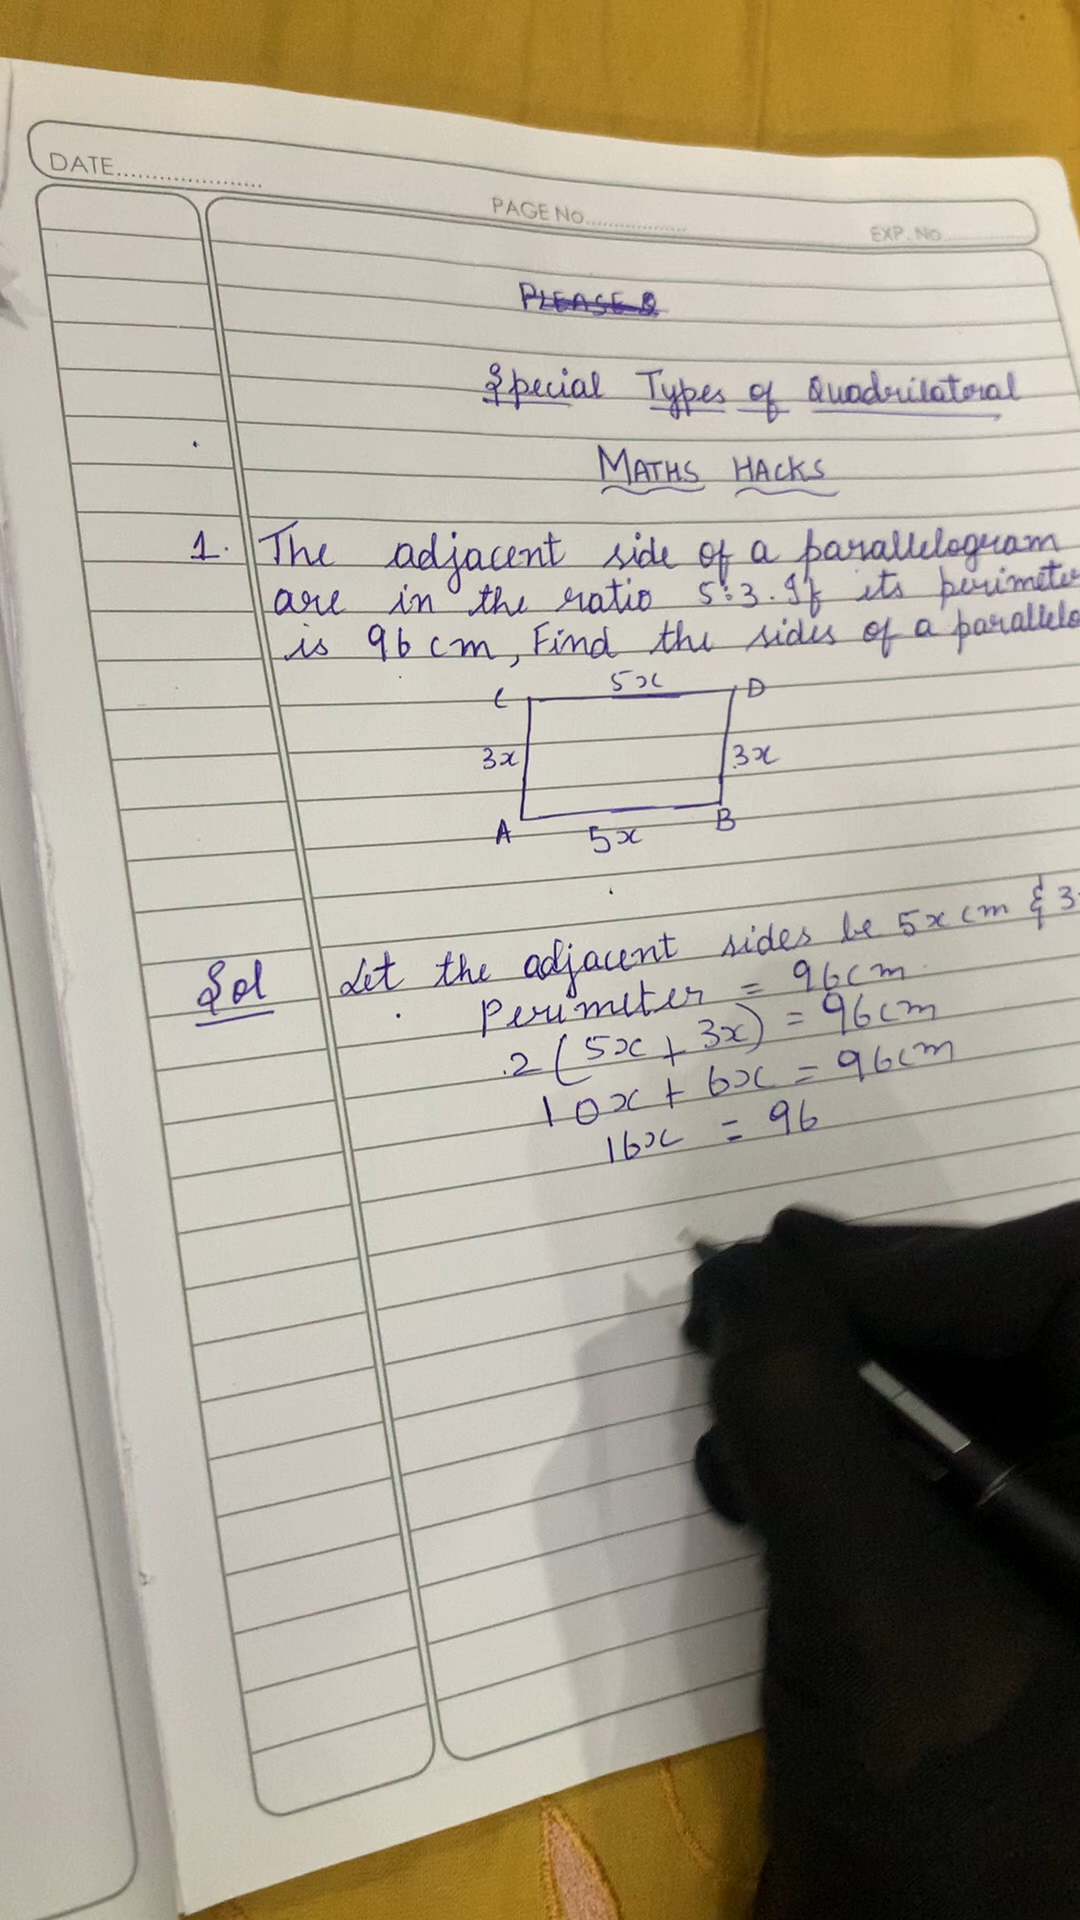 DATE......................
PAGE No.................
EXP. No.............
PLEASE
Special Types of Quadrilateral
MATHS HACKS
1. The adjacent side of a parallelogram
are in the ratio 5:3. If its perimeter
is 96 cm, Find the sides of a parallelo
5x
C D
3x 3x
A B
5x
Sol Let the adjacent sides be 5x cm & 3
Perimeter = 96cm.
2 (5x + 3x) = 96cm
10x + 6x = 96cm
16x = 96